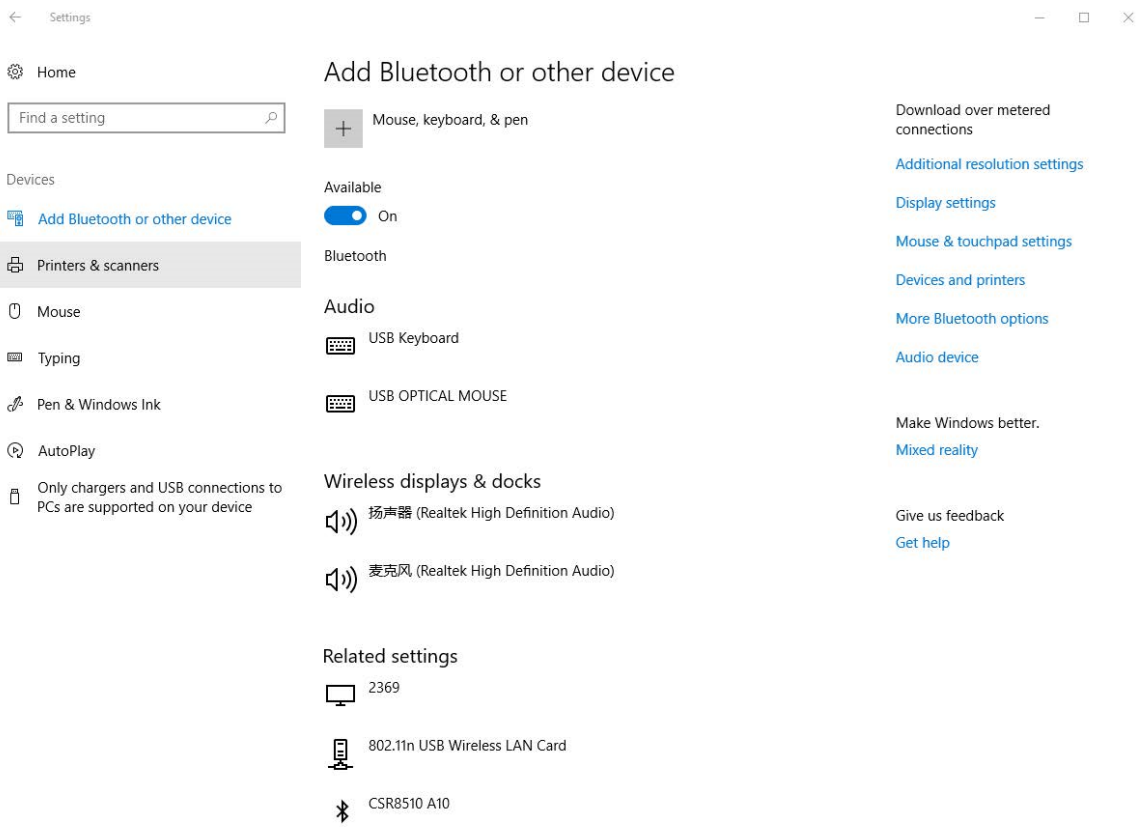 Settings
Home
Find a setting
Devices
Add Bluetooth or other device
Printers & scanners
Mouse
Typing
Pen & Windows Ink
AutoPlay
Only chargers and USB connections to
PCs are supported on your device
Add Bluetooth or other device
Mouse, keyboard, & pen
Available
On
Bluetooth
Audio
USB Keyboard
USB OPTICAL MOUSE
Wireless displays & docks
扬声器 (Realtek High Definition Audio)
麦克风 (Realtek High Definition Audio)
Related settings
2369
802.11n USB Wireless LAN Card
CSR8510 A10
Download over metered
connections
Additional resolution settings
Display settings
Mouse & touchpad settings
Devices and printers
More Bluetooth options
Audio device
Make Windows better.
Mixed reality
Give us feedback
Get help